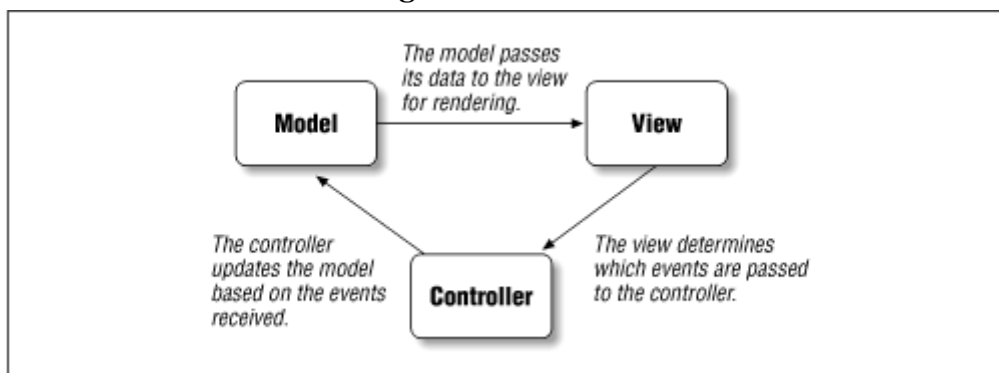 The model passes
its data to the view
for rendering.
Model
View
The controller
updates the model
based on the events
received.
The view determines
which events are passed
to the controller.
Controller